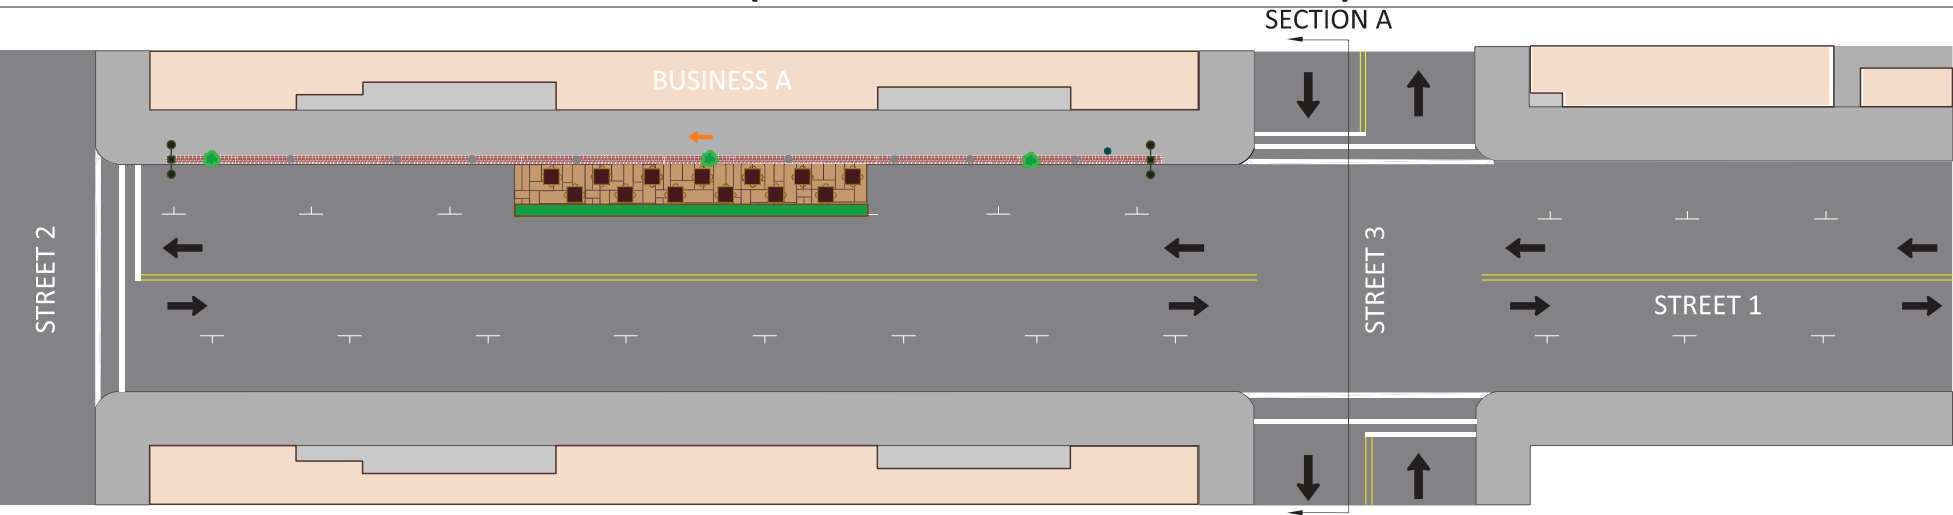 SECTION A
BUSINESS A
STREET 2
STREET 3
STREET 1